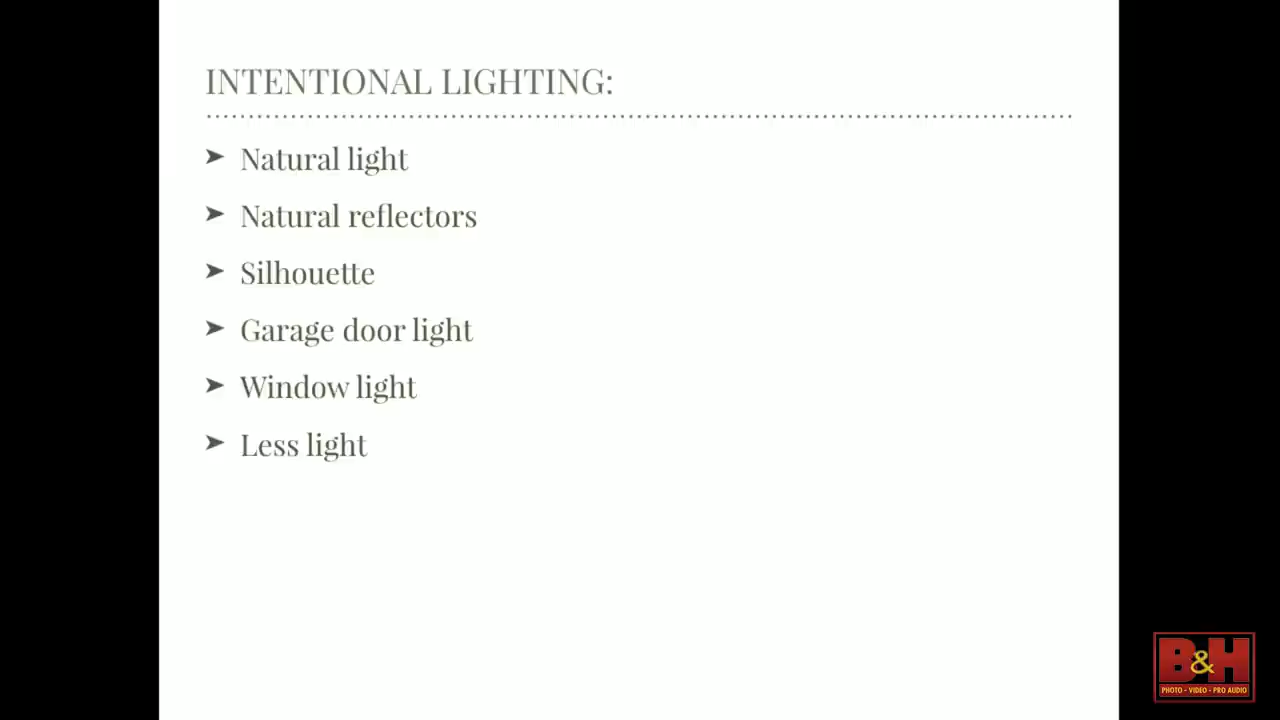 INTENTIONAL LIGHTING:
➤ Natural light
➤ Natural reflectors
➤ Silhouette
➤ Garage door light
➤ Window light
➤ Less light
B&H
PHOTO • VIDEO • PRO AUDIO